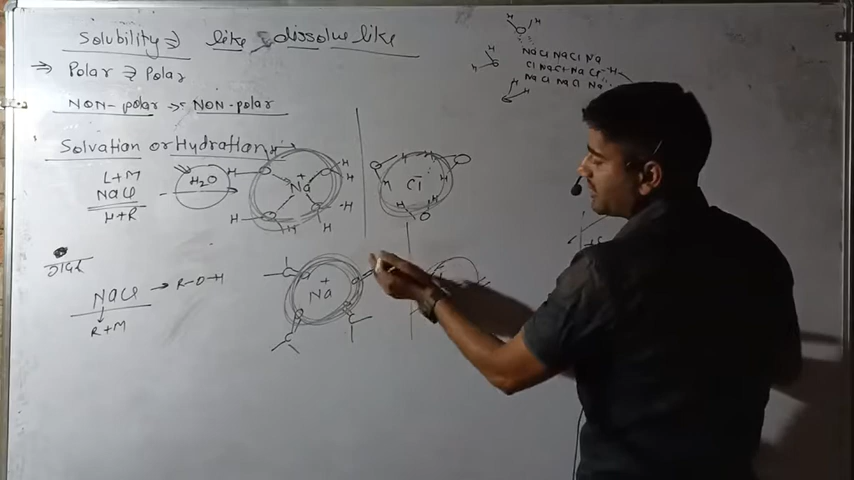 Solubility ⇒ like dissolue like
⇒ Polar ⇒ Polar
NON-polar → NON-polar
Solvation or Hydration →
L+M
NaCl
H+R
H2O
Na+
H
H
H
H
H
H
H
Cl-
H
H
H
H
H
O
H
H
H
H
H
H
H
NaCl NaCl Na
Cl NaCl Na Cl - H
NaCl NaCl Na
NaCl → R-O-H
R+M
Na+